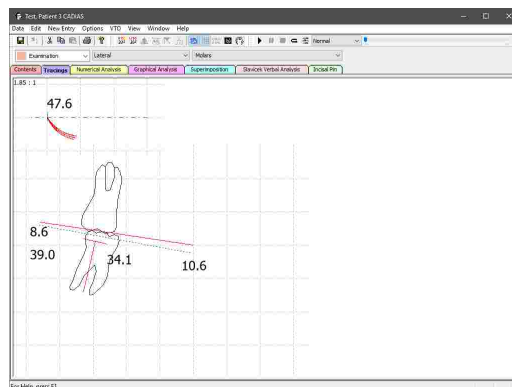 Test, Patient 3 CADIAS
Data Edit New Entry Options VTO View Window Help
Normal
Examination Lateral Molars
Contents Tracings Numerical Analysis Graphical Analysis Superimposition Slavicek Verbal Analysis Incisal Pin
1.85 : 1
47.6
8.6
39.0
34.1
10.6
For Help, press F1